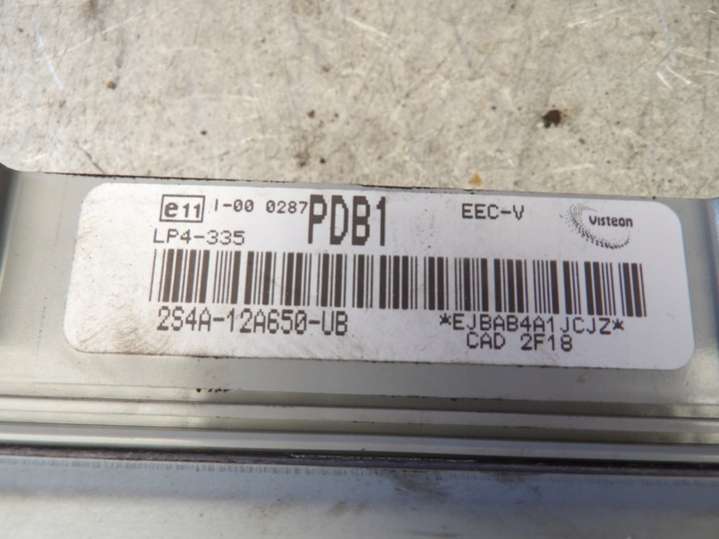 e11 I-00 0287 PDB1 EEC-V Visteon
LP4-335
2S4A-12A650-UB *EJBAB4A1JCJZ*
CAD 2F18